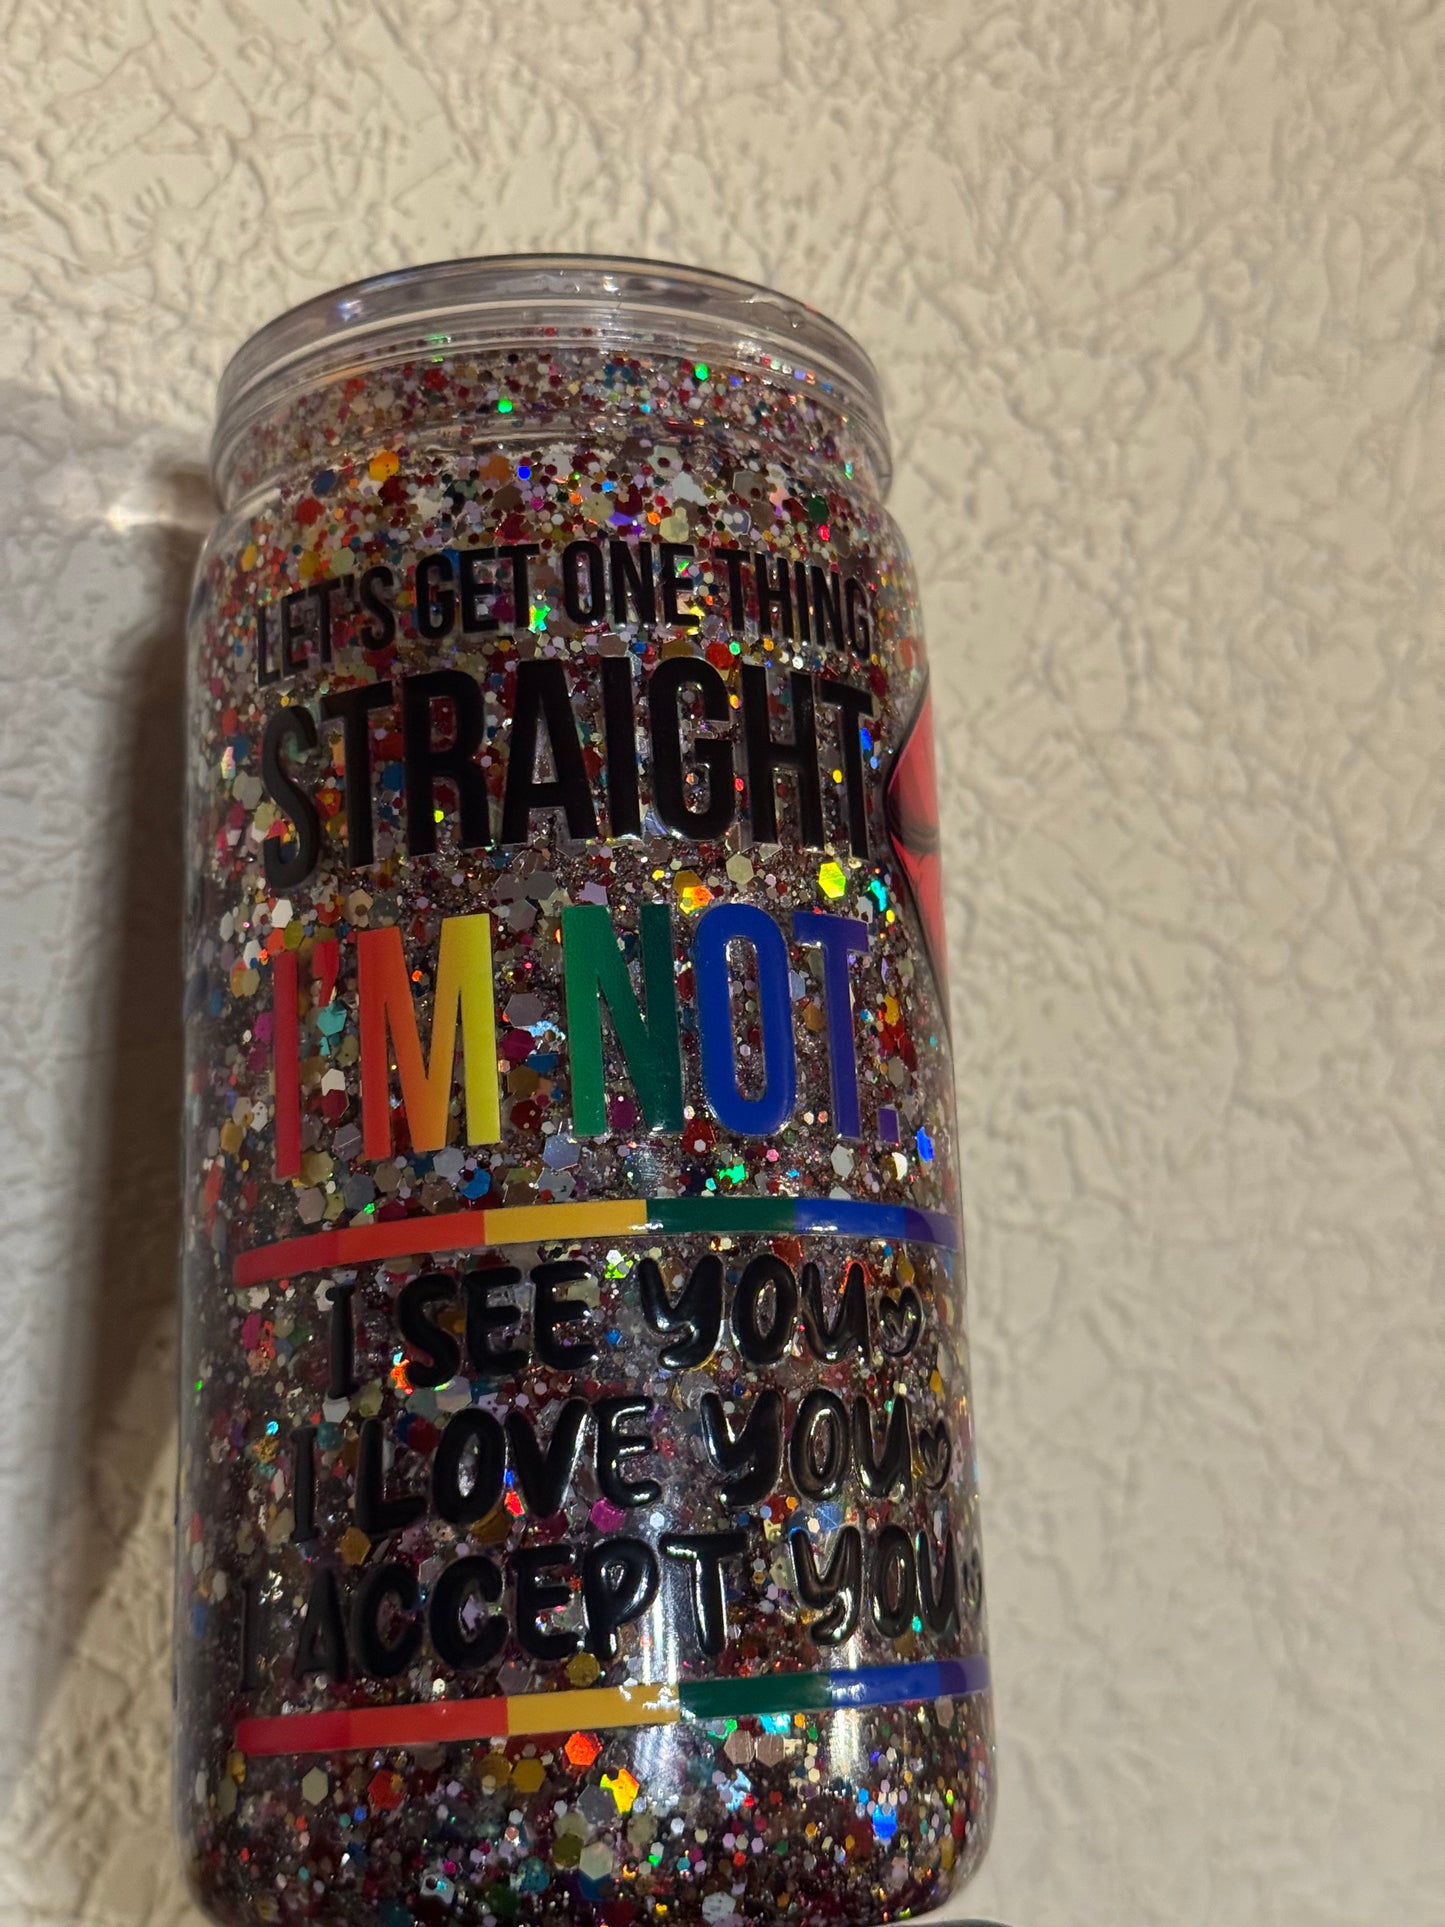 LET'S GET ONE THING
STRAIGHT
I'M NOT.
I SEE YOU
I LOVE YOU
I ACCEPT YOU